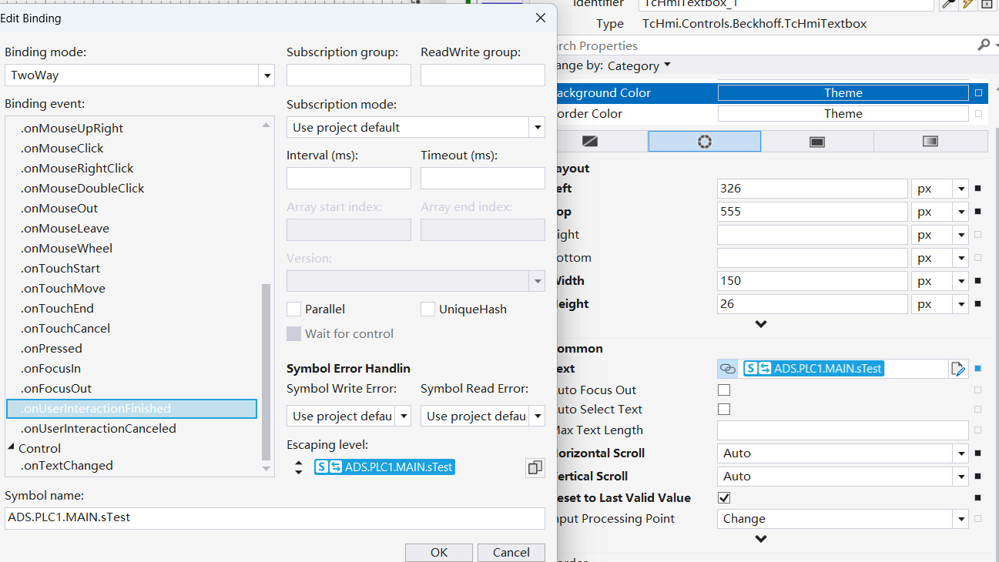 Edit Binding
Binding mode:
TwoWay
Binding event:
.onMouseUpRight
.onMouseClick
.onMouseRightClick
.onMouseDoubleClick
.onMouseOut
.onMouseLeave
.onMouseWheel
.onTouchStart
.onTouchMove
.onTouchEnd
.onTouchCancel
.onPressed
.onFocusIn
.onFocusOut
.onUserInteractionFinished
.onUserInteractionCanceled
Control
.onTextChanged
Symbol name:
ADS.PLC1.MAIN.sTest
Subscription group: ReadWrite group:
Subscription mode:
Use project default
Interval (ms): Timeout (ms):
Array start index: Array end index:
Version:
Parallel UniqueHash
Wait for control
Symbol Error Handlin
Symbol Write Error: Symbol Read Error:
Use project defau Use project defau
Escaping level:
S ADS.PLC1.MAIN.sTest
OK Cancel
Identifier TcHmiTextbox_1
Type TcHmi.Controls.Beckhoff.TcHmiTextbox
rch Properties
ange by: Category
ackground Color Theme
order Color Theme
ayout
eft 326 px
op 555 px
ight px
ottom px
Width 150 px
eight 26 px
ommon
ext S ADS.PLC1.MAIN.sTest
uto Focus Out
uto Select Text
Max Text Length
orizontal Scroll Auto
ertical Scroll Auto
eset to Last Valid Value
nput Processing Point Change